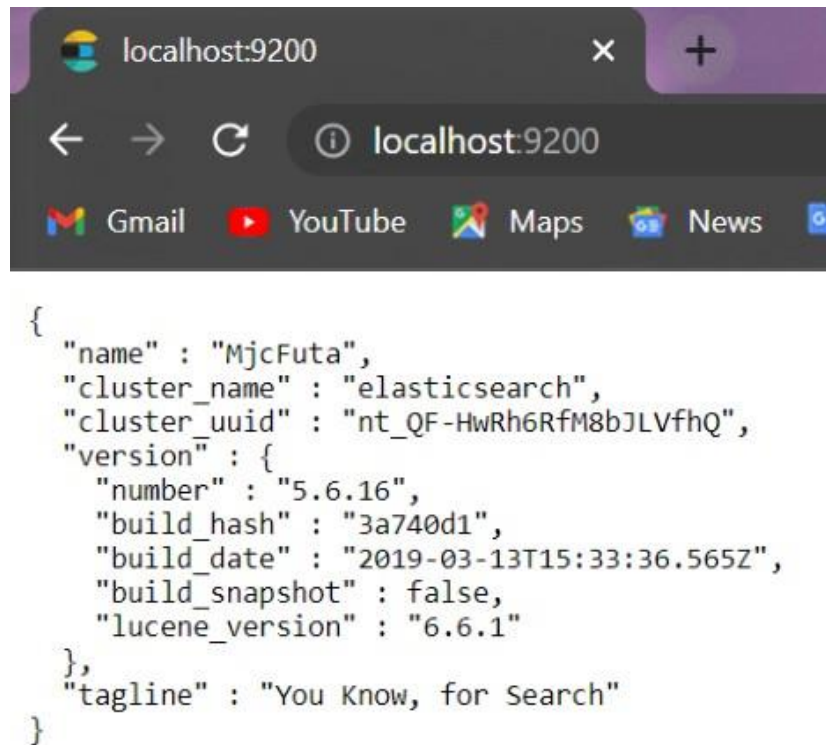 localhost:9200
localhost:9200
Gmail YouTube Maps News
{
"name" : "MjcFuta",
"cluster_name" : "elasticsearch",
"cluster_uuid" : "nt_QF-HwRh6RfM8bJLVfhQ",
"version" : {
"number" : "5.6.16",
"build_hash" : "3a740d1",
"build_date" : "2019-03-13T15:33:36.565Z",
"build_snapshot" : false,
"lucene_version" : "6.6.1"
},
"tagline" : "You Know, for Search"
}